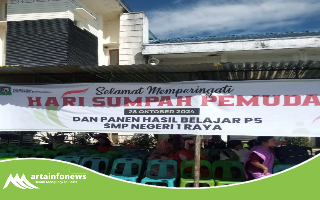 Selamat Memperingati
HARI SUMPAH PEMUDA
28 OKTOBER 2024
DAN PANEN HASIL BELAJAR P5
SMP NEGERI 1 RAYA
artainfonews